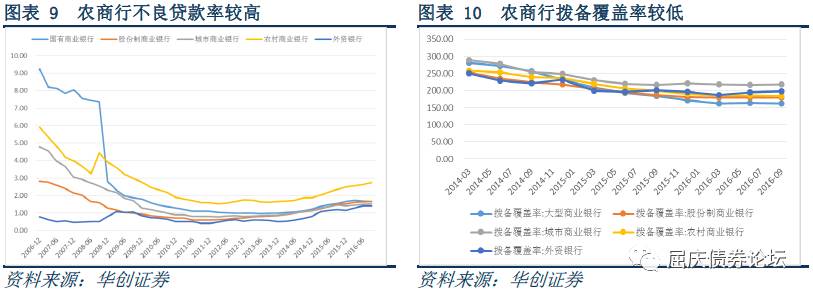 图表 9 农商行不良贷款率较高
国有商业银行 股份制商业银行 城市商业银行 农村商业银行 外资银行
10.00
9.00
8.00
7.00
6.00
5.00
4.00
3.00
2.00
1.00
0.00
2006-12 2007-06 2007-12 2008-06 2008-12 2009-06 2009-12 2010-06 2010-12 2011-06 2011-12 2012-06 2012-12 2013-06 2013-12 2014-06 2014-12 2015-06 2015-12 2016-06
资料来源：华创证券
图表 10 农商行拨备覆盖率较低
350.00
300.00
250.00
200.00
150.00
100.00
50.00
0.00
2014-03 2014-05 2014-07 2014-09 2014-11 2015-01 2015-03 2015-05 2015-07 2015-09 2015-11 2016-01 2016-03 2016-05 2016-07 2016-09
拨备覆盖率:大型商业银行 拨备覆盖率:股份制商业银行
拨备覆盖率:城市商业银行 拨备覆盖率:农村商业银行
拨备覆盖率:外资银行
屈庆债券论坛
资料来源：华创证券